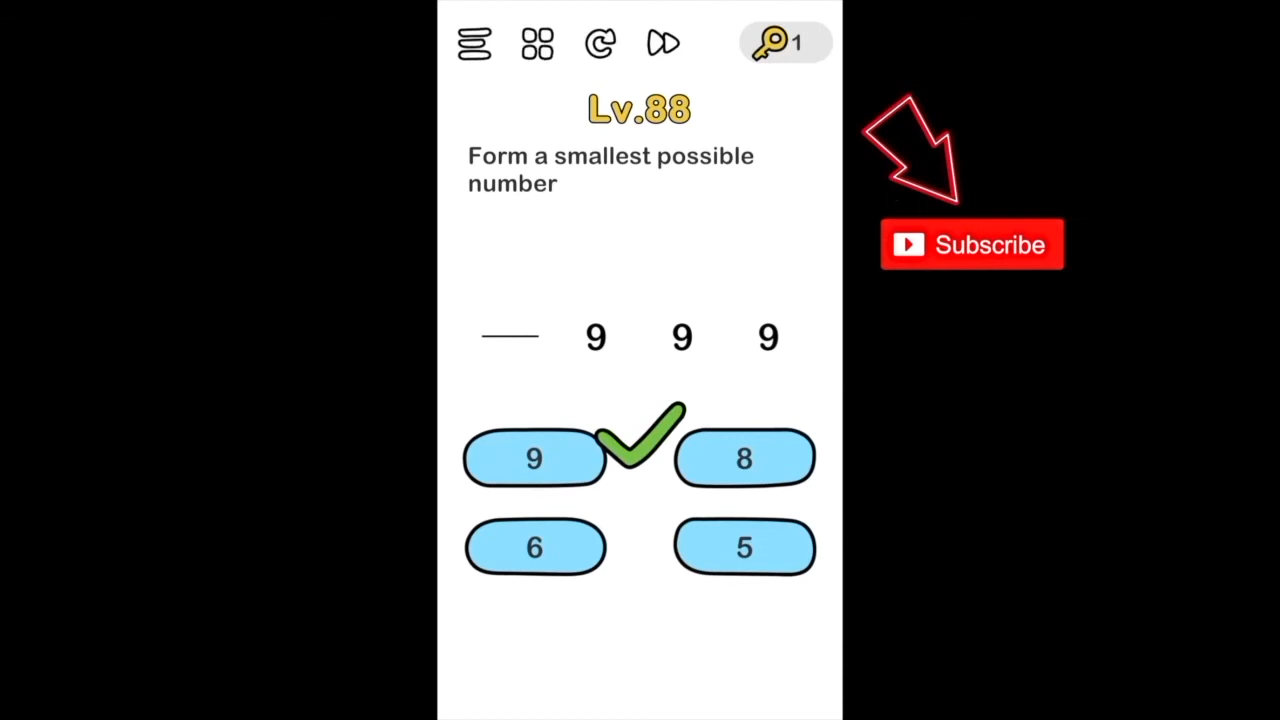 1
Lv.88
Form a smallest possible
number
Subscribe
9 9 9
9 8
6 5